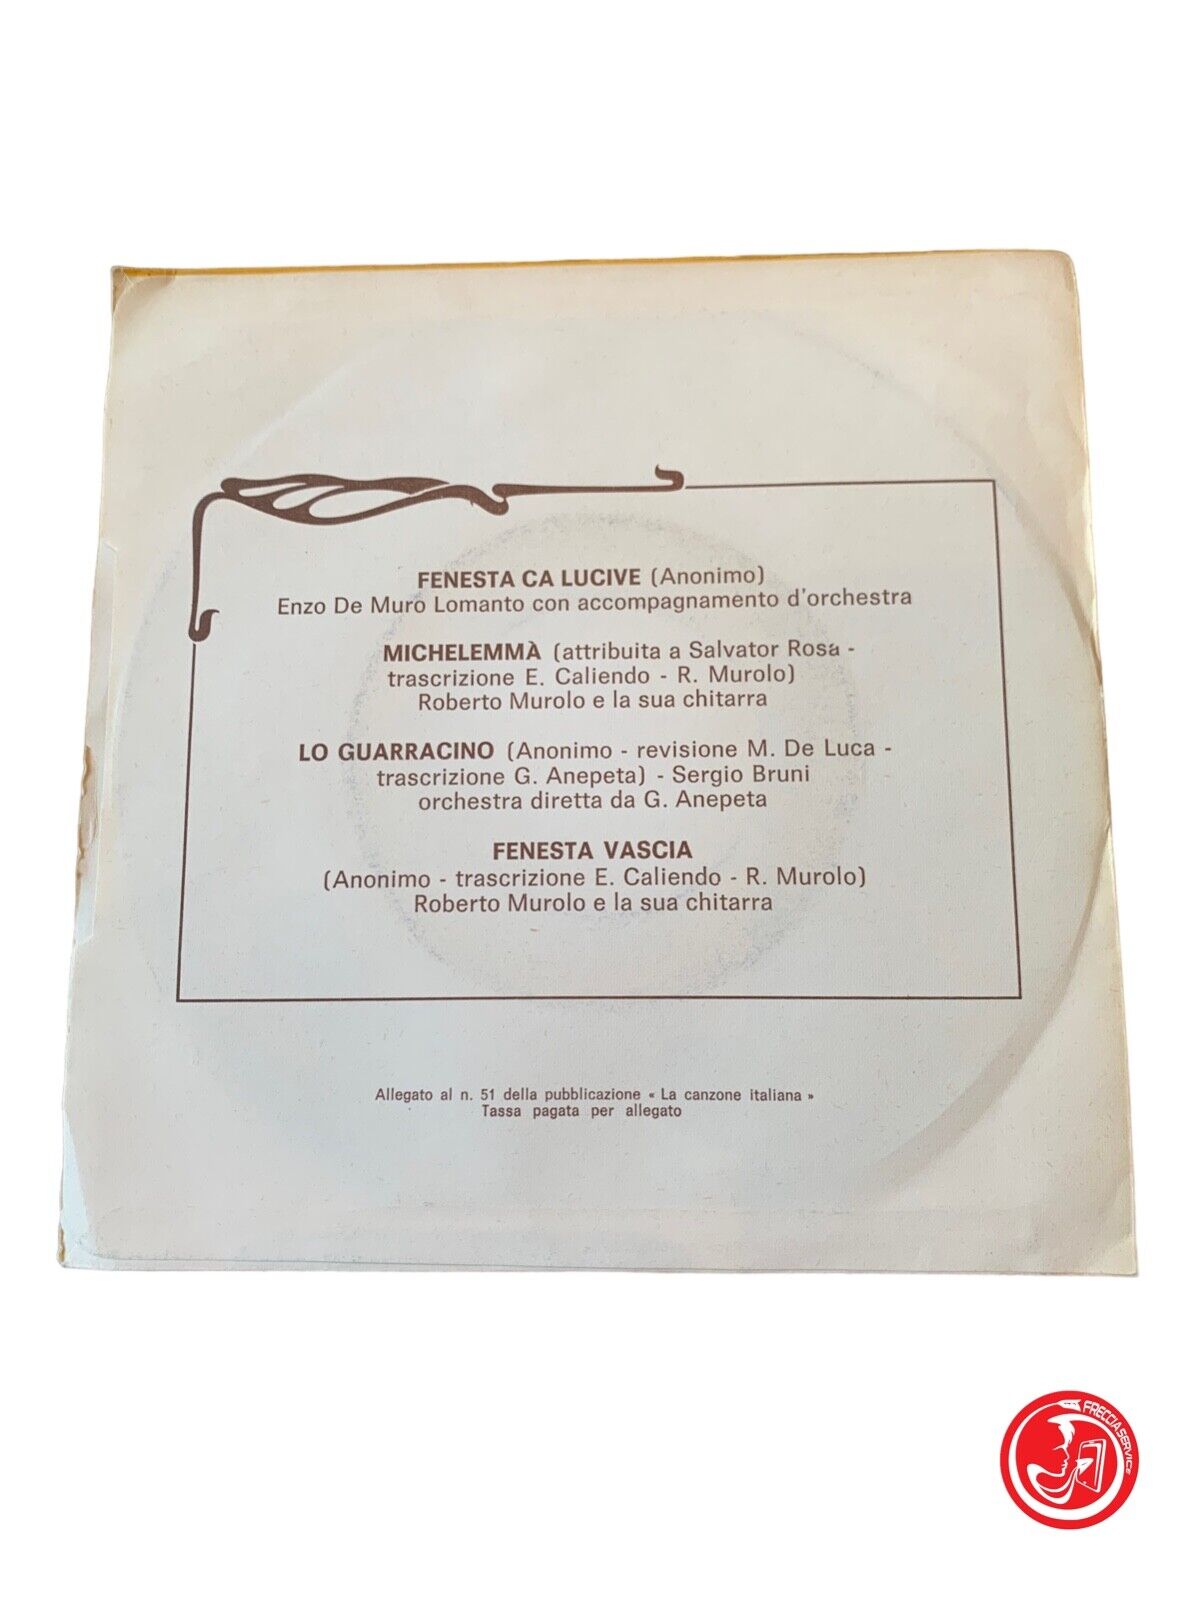 FENESTA CA LUCIVE (Anonimo)
Enzo De Muro Lomanto con accompagnamento d'orchestra
MICHELEMMÀ (attribuita a Salvator Rosa -
trascrizione E. Caliendo - R. Murolo)
Roberto Murolo e la sua chitarra
LO GUARRACINO (Anonimo - revisione M. De Luca -
trascrizione G. Anepeta) - Sergio Bruni
orchestra diretta da G. Anepeta
FENESTA VASCIA
(Anonimo - trascrizione E. Caliendo - R. Murolo)
Roberto Murolo e la sua chitarra
Allegato al n. 51 della pubblicazione « La canzone italiana »
Tassa pagata per allegato
FRECCIA SERVICE